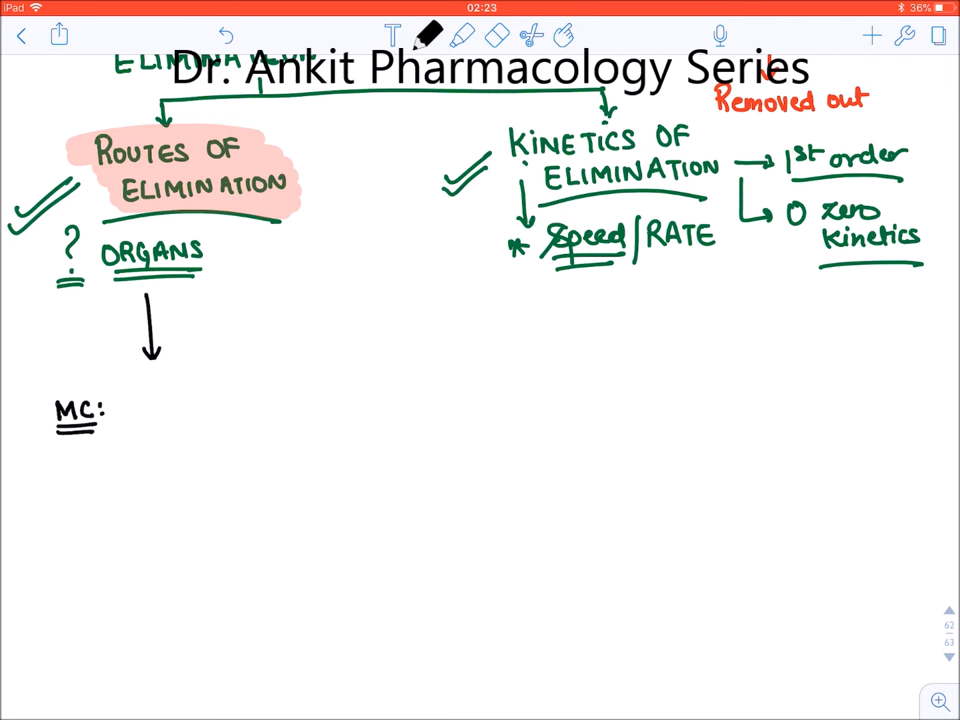 iPad
02:23
36%
ELIMINATION
Dr. Ankit Pharmacology Series
Removed out
ROUTES OF
ELIMINATION
? ORGANS
KINETICS OF
ELIMINATION
* Speed/RATE
1st order
0 zero
Kinetics
MC:
T
62
63